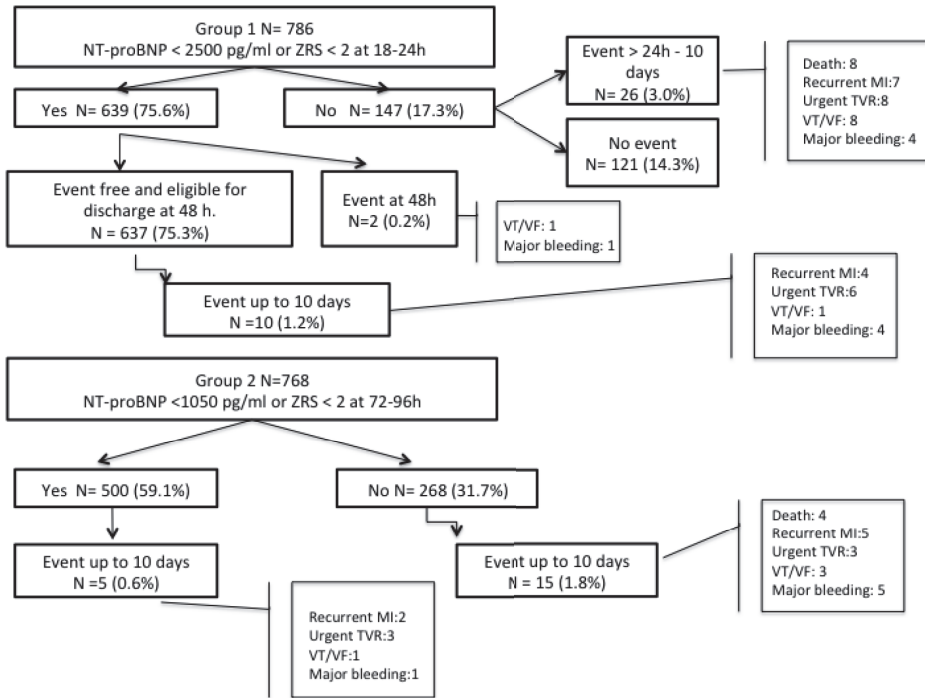 Group 1 N= 786
NT-proBNP < 2500 pg/ml or ZRS < 2 at 18-24h
Event > 24h - 10
days
N= 26 (3.0%)
Death: 8
Recurrent MI:7
Urgent TVR:8
VT/VF: 8
Major bleeding: 4
Yes N= 639 (75.6%)
No N= 147 (17.3%)
No event
N= 121 (14.3%)
Event free and eligible for
discharge at 48 h.
N = 637 (75.3%)
Event at 48h
N=2 (0.2%)
VT/VF: 1
Major bleeding: 1
Event up to 10 days
N =10 (1.2%)
Recurrent MI:4
Urgent TVR:6
VT/VF: 1
Major bleeding: 4
Group 2 N=768
NT-proBNP <1050 pg/ml or ZRS < 2 at 72-96h
Yes N= 500 (59.1%)
No N= 268 (31.7%)
Event up to 10 days
N =5 (0.6%)
Event up to 10 days
N = 15 (1.8%)
Death: 4
Recurrent MI:5
Urgent TVR:3
VT/VF: 3
Major bleeding: 5
Recurrent MI:2
Urgent TVR:3
VT/VF:1
Major bleeding:1